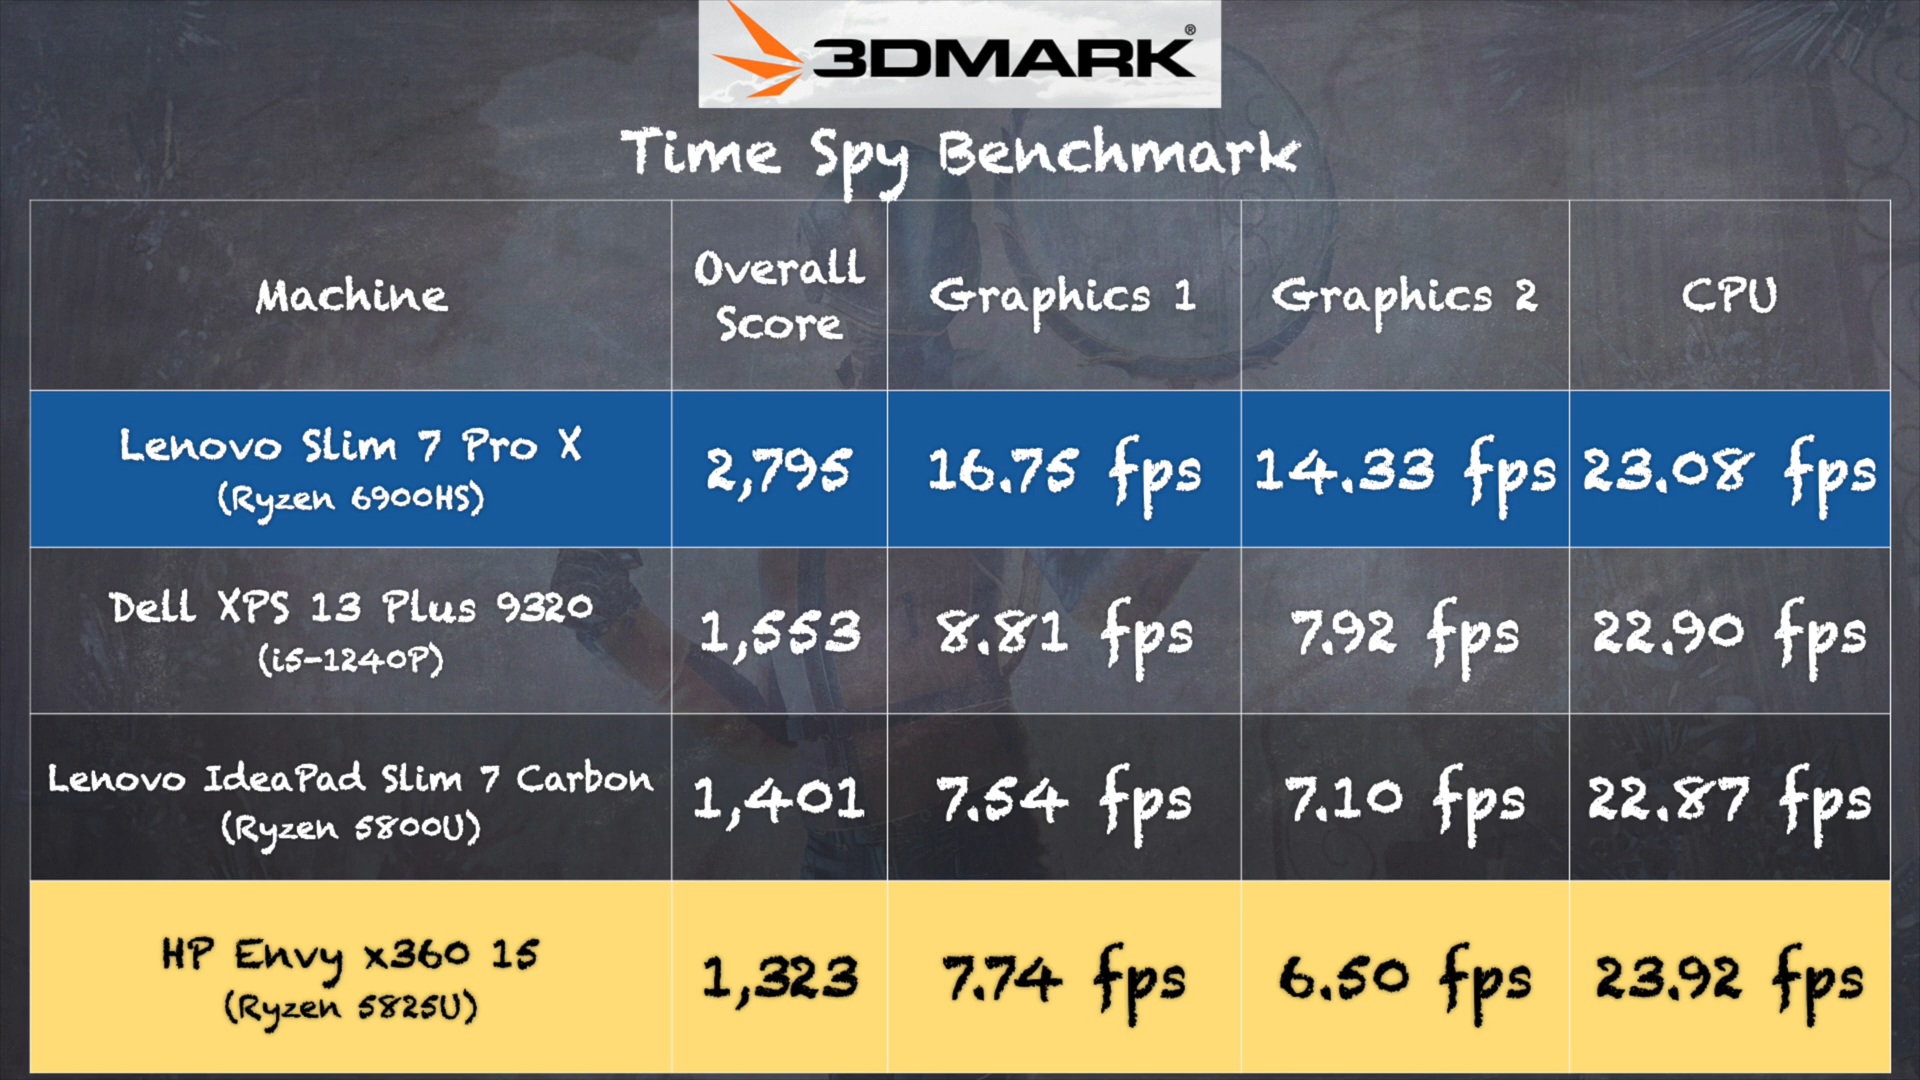 3DMARK®
Time Spy Benchmark
Machine
Overall
Score
Graphics 1
Graphics 2
CPU
Lenovo Slim 7 Pro X
(Ryzen 6900HS)
2,795
16.75 fps
14.33 fps
23.08 fps
Dell XPS 13 Plus 9320
(i5-1240P)
1,553
8.81 fps
7.92 fps
22.90 fps
Lenovo IdeaPad Slim 7 Carbon
(Ryzen 5800U)
1,401
7.54 fps
7.10 fps
22.87 fps
HP Envy x360 15
(Ryzen 5825U)
1,323
7.74 fps
6.50 fps
23.92 fps